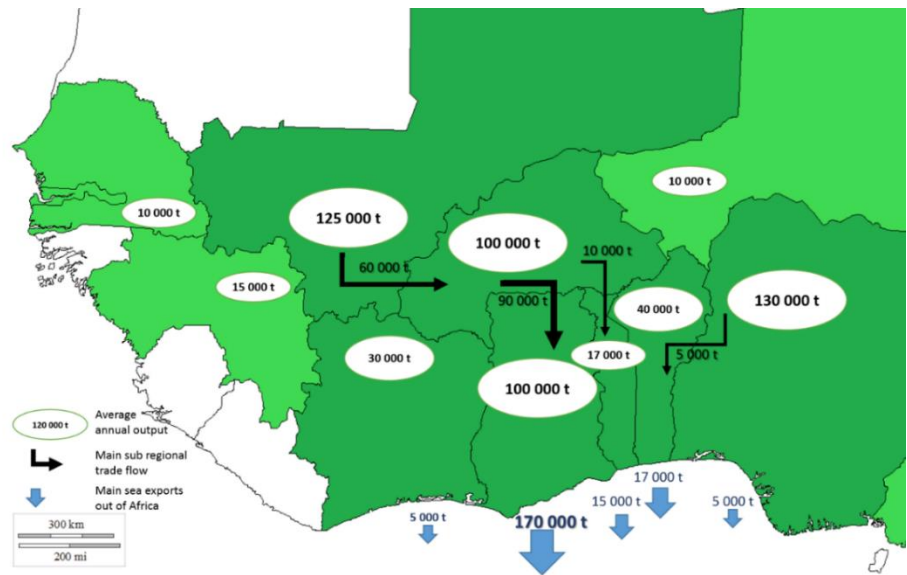 10 000 t
10 000 t
125 000 t
100 000 t
10 000 t
60 000 t
15 000 t
90 000 t
40 000 t
130 000 t
30 000 t
17 000 t
5 000 t
100 000 t
120 000 t
Average
annual output
Main sub regional
trade flow
Main sea exports
out of Africa
5 000 t
170 000 t
15 000 t
17 000 t
5 000 t
300 km
200 mi